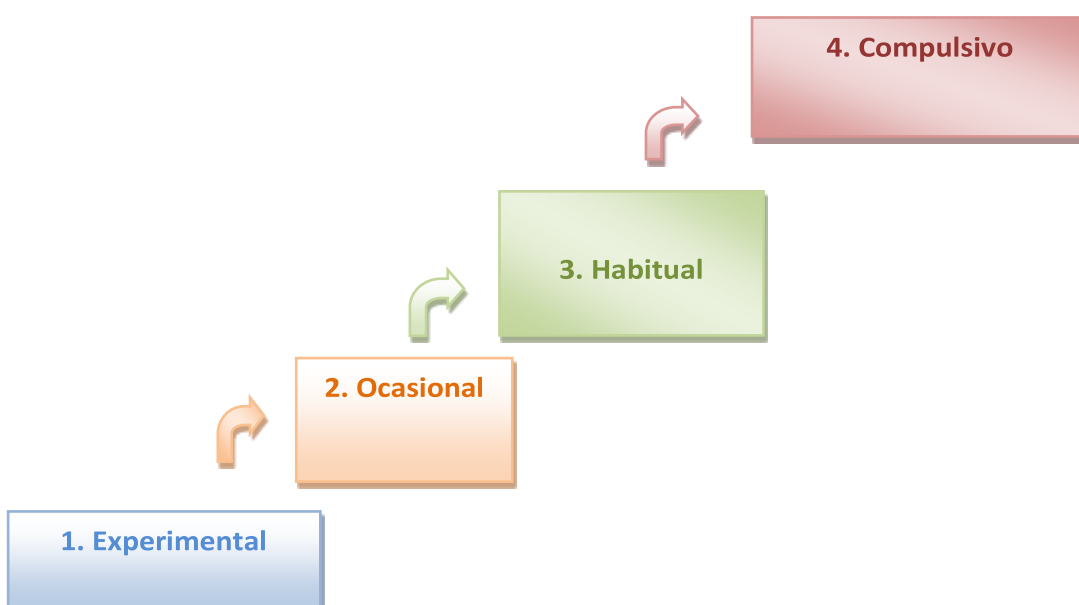 4. Compulsivo
3. Habitual
2. Ocasional
1. Experimental